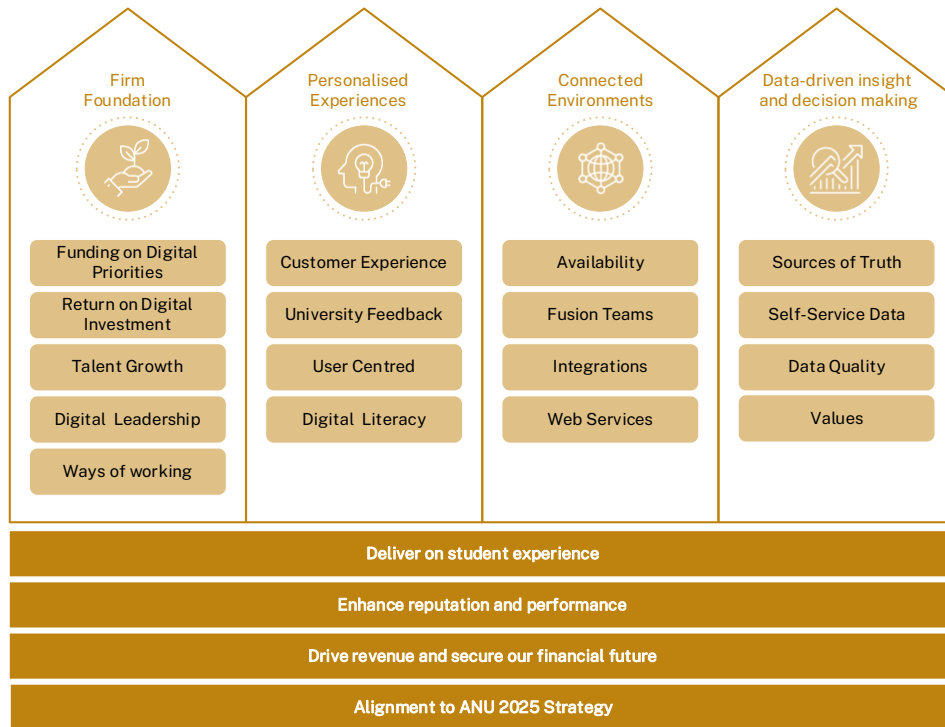 Firm
Foundation
Funding on Digital
Priorities
Return on Digital
Investment
Talent Growth
Digital Leadership
Ways of working
Personalised
Experiences
Customer Experience
University Feedback
User Centred
Digital Literacy
Connected
Environments
Availability
Fusion Teams
Integrations
Web Services
Data-driven insight
and decision making
Sources of Truth
Self-Service Data
Data Quality
Values
Deliver on student experience
Enhance reputation and performance
Drive revenue and secure our financial future
Alignment to ANU 2025 Strategy